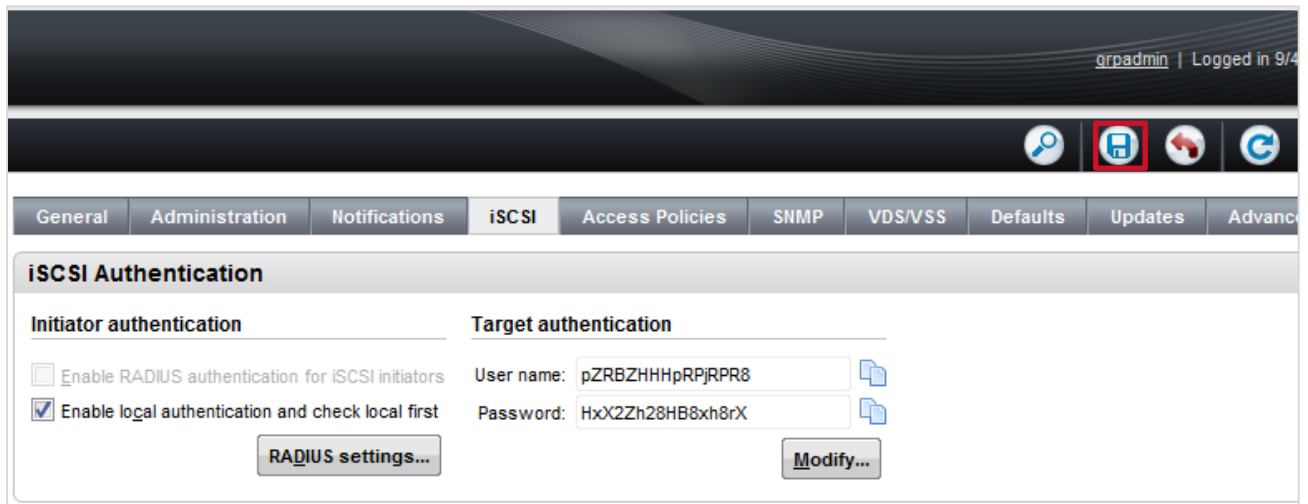 grpadmin | Logged in 9/4
General Administration Notifications iSCSI Access Policies SNMP VDS/VSS Defaults Updates Advanc
iSCSI Authentication
Initiator authentication Target authentication
Enable RADIUS authentication for iSCSI initiators User name: pZRBZHHHpRPjRPR8
Enable local authentication and check local first Password: HxX2Zh28HB8xh8rX
RADIUS settings... Modify...